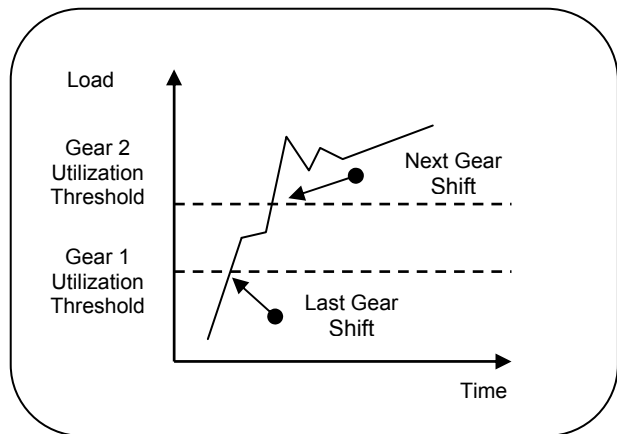 Load
Gear 2
Utilization
Threshold
Next Gear
Shift
Gear 1
Utilization
Threshold
Last Gear
Shift
Time